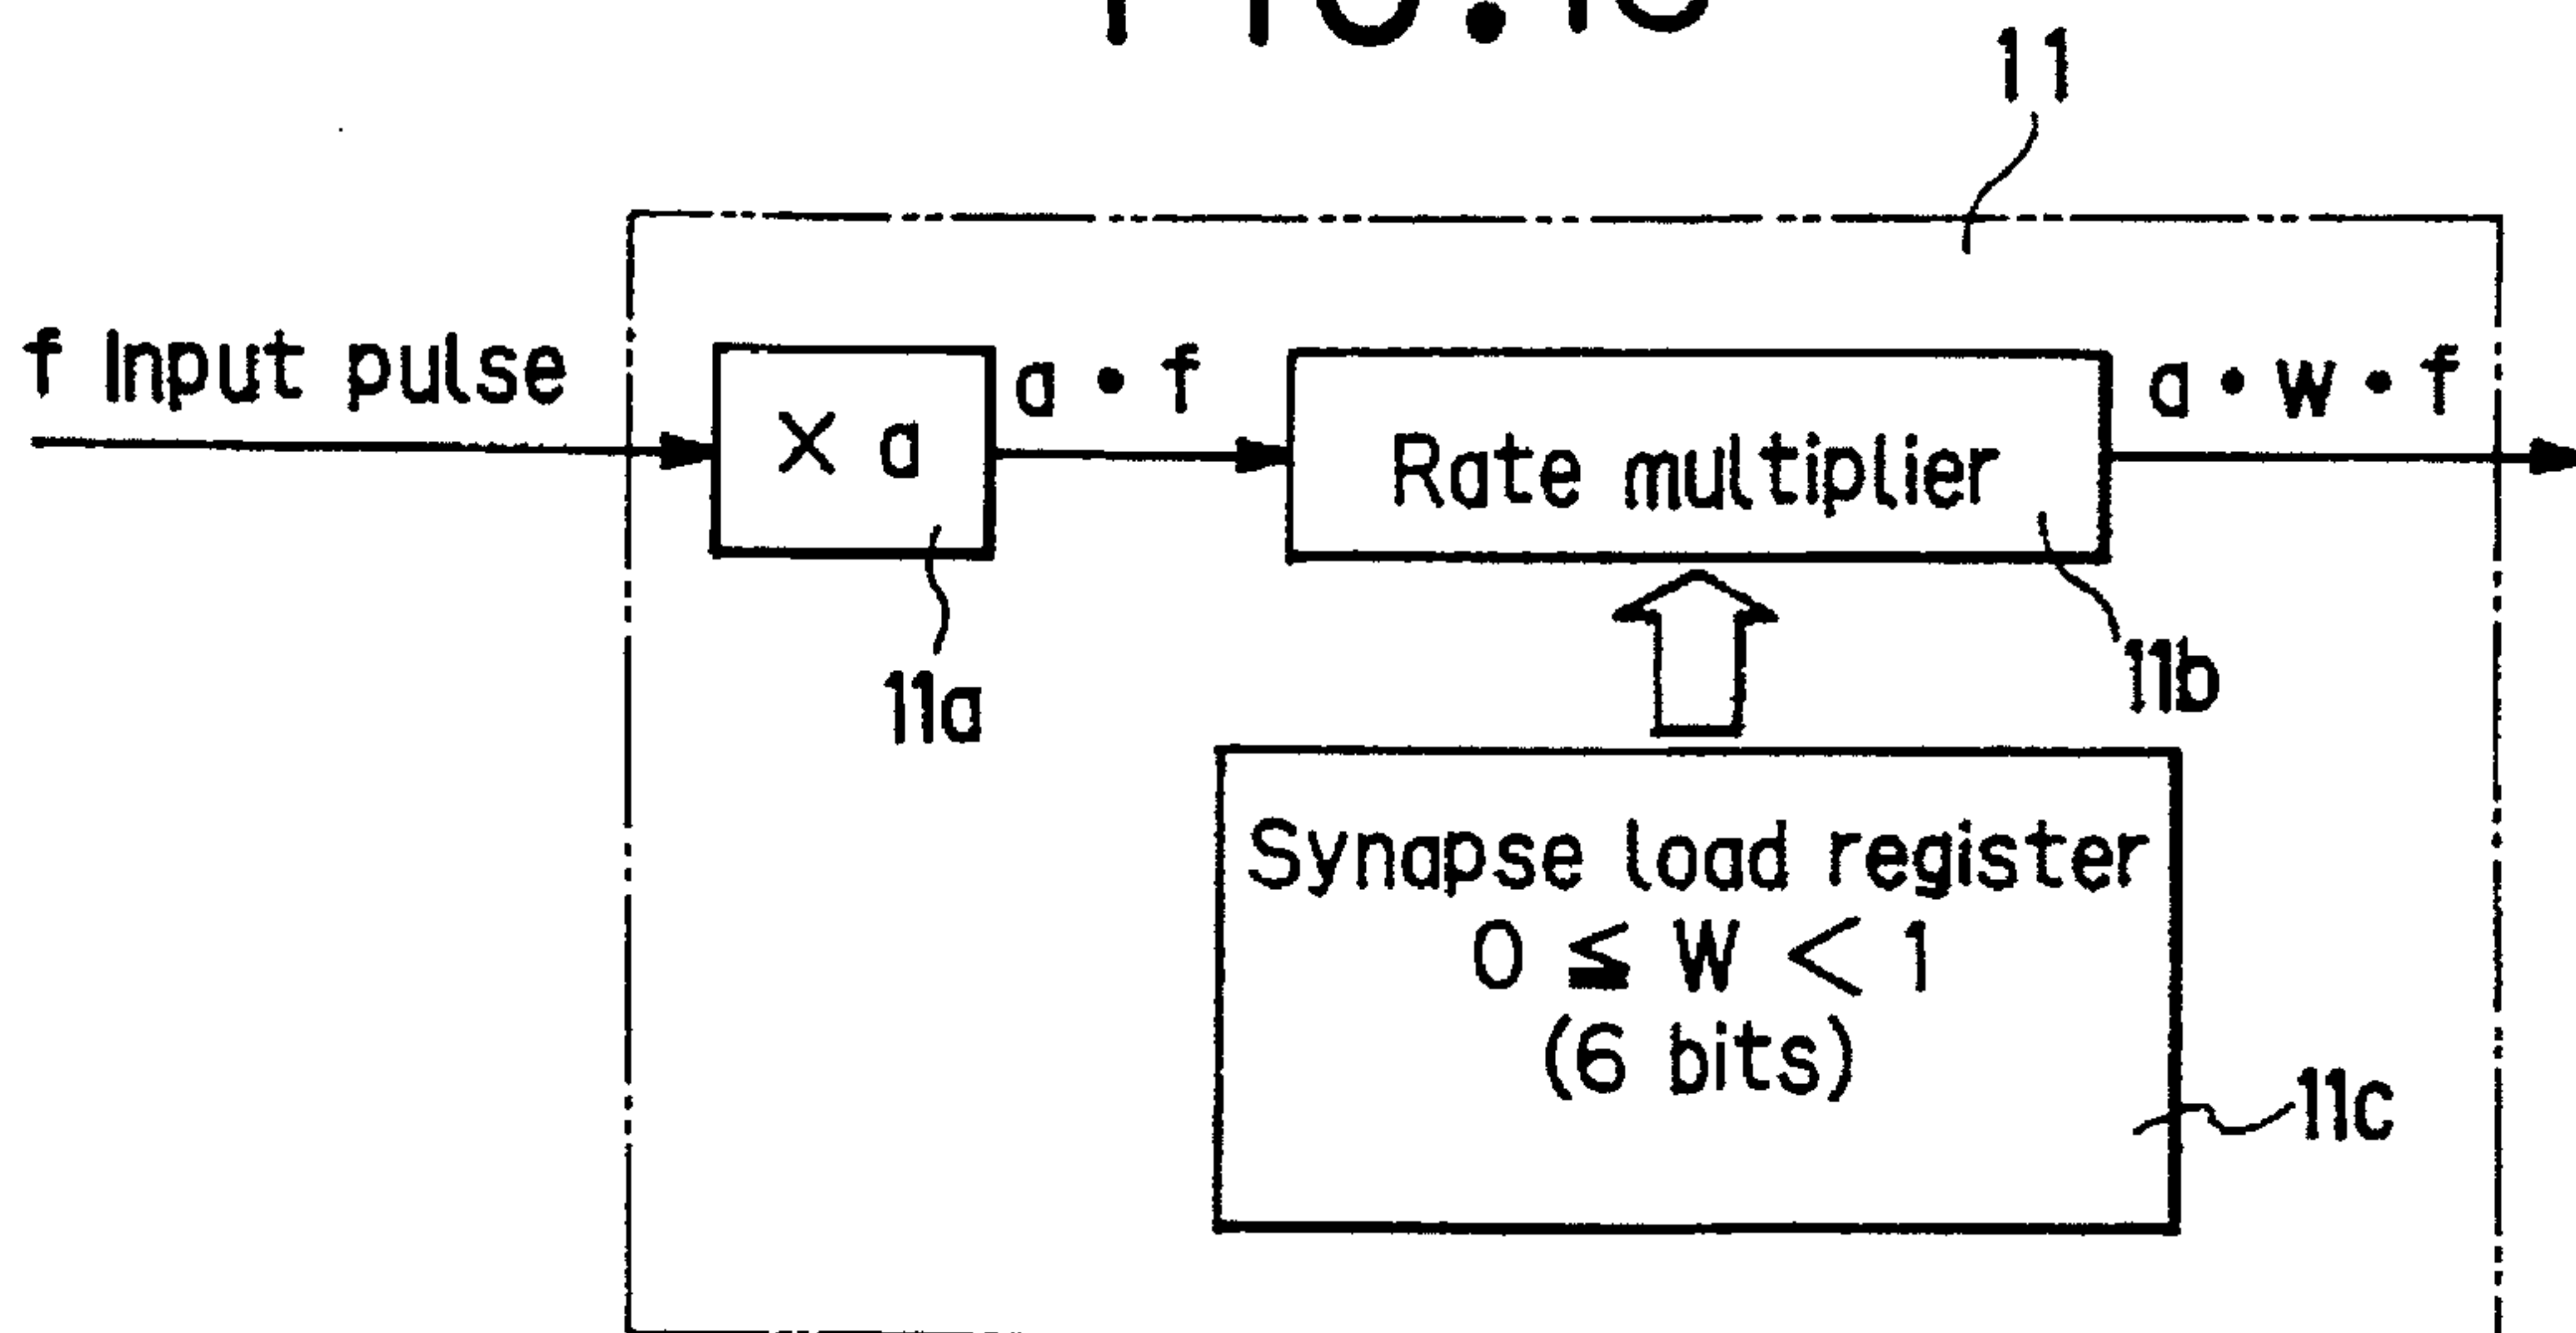 11
f Input pulse
× a
a • f
Rate multiplier
a • w • f
11a
11b
Synapse load register
0 ≦ W < 1
(6 bits)
11c